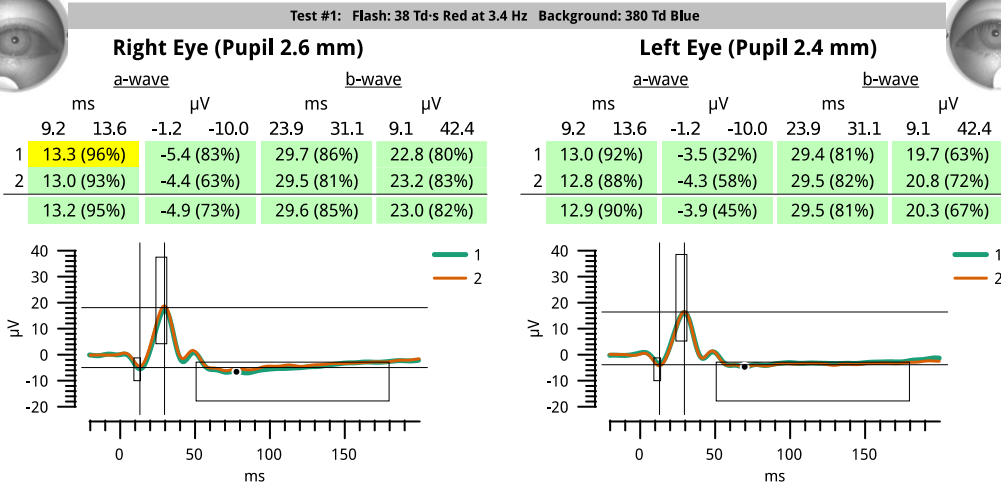 Test #1: Flash: 38 Td·s Red at 3.4 Hz Background: 380 Td Blue
Right Eye (Pupil 2.6 mm)
a-wave b-wave
ms µV ms µV
9.2 13.6 -1.2 -10.0 23.9 31.1 9.1 42.4
1 13.3 (96%) -5.4 (83%) 29.7 (86%) 22.8 (80%)
2 13.0 (93%) -4.4 (63%) 29.5 (81%) 23.2 (83%)
13.2 (95%) -4.9 (73%) 29.6 (85%) 23.0 (82%)
40
30
20
10
0
-10
-20
µV
1
2
0 50 100 150
ms
Left Eye (Pupil 2.4 mm)
a-wave b-wave
ms µV ms µV
9.2 13.6 -1.2 -10.0 23.9 31.1 9.1 42.4
1 13.0 (92%) -3.5 (32%) 29.4 (81%) 19.7 (63%)
2 12.8 (88%) -4.3 (58%) 29.5 (82%) 20.8 (72%)
12.9 (90%) -3.9 (45%) 29.5 (81%) 20.3 (67%)
40
30
20
10
0
-10
-20
µV
1
2
0 50 100 150
ms